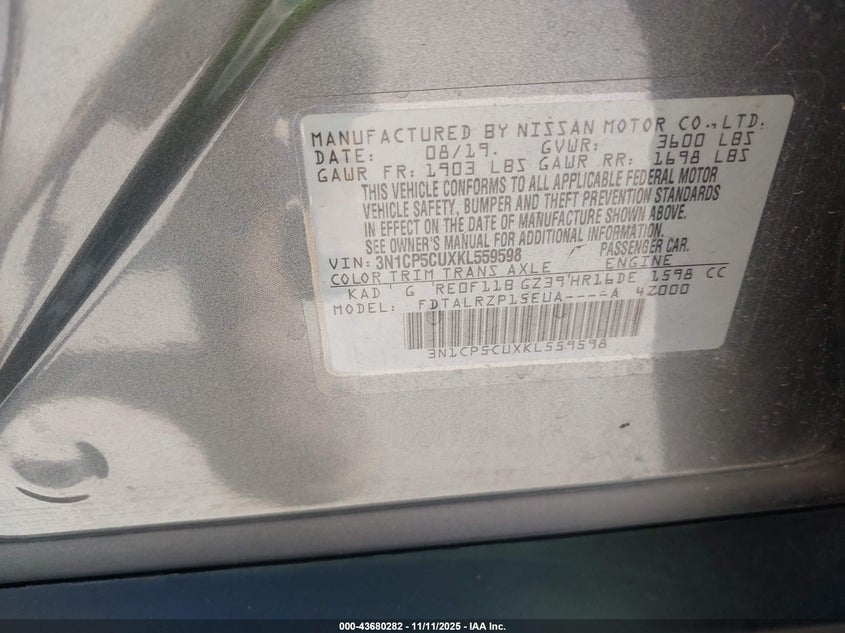 MANUFACTURED BY NISSAN MOTOR CO.,LTD.
DATE: 08/19. GVWR: 3600 LBS
GAWR FR: 1903 LBS GAWR RR: 1698 LBS
THIS VEHICLE CONFORMS TO ALL APPLICABLE FEDERAL MOTOR
VEHICLE SAFETY, BUMPER AND THEFT PREVENTION STANDARDS
IN EFFECT ON THE DATE OF MANUFACTURE SHOWN ABOVE.
SEE OWNER'S MANUAL FOR ADDITIONAL INFORMATION.
VIN: 3N1CP5CUXKL559598 PASSENGER CAR.
COLOR TRIM TRANS AXLE ENGINE
KAD G RE0F11B GZ39 HR16DE 1598 CC
MODEL: FDTALRZP15EUA----A 4Z000
3N1CP5CUXKL559598
000-43680282 - 11/11/2025 - IAA Inc.